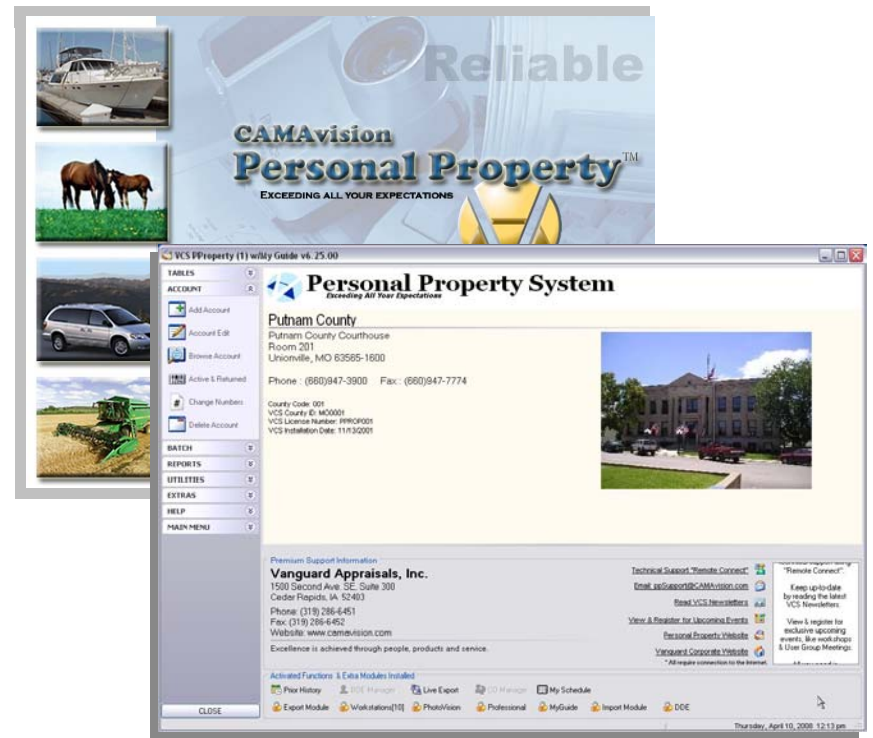 Reliable
CAMAvision
Personal Property™
EXCEEDING ALL YOUR EXPECTATIONS
VCS PProperty (1) w/My Guide v6.25.00
TABLES
ACCOUNT
Add Account
Account Edit
Browse Account
Active & Returned
Change Numbers
Delete Account
BATCH
REPORTS
UTILITIES
EXTRAS
HELP
MAIN MENU
CLOSE
Personal Property System
Exceeding All Your Expectations
Putnam County
Putnam County Courthouse
Room 201
Unionville, MO 63565-1600
Phone : (660)947-3900 Fax : (660)947-7774
County Code: 001
VCS County ID: MO0001
VCS License Number: PPROP001
VCS Installation Date: 11/13/2001
Premium Support Information
Vanguard Appraisals, Inc.
1500 Second Ave. SE, Suite 300
Cedar Rapids, IA 52403
Phone: (319) 286-6451
Fax: (319) 286-6452
Website: www.camavision.com
Excellence is achieved through people, products and service.
Technical Support "Remote Connect"
Email: ppSupport@CAMAvision.com
Read VCS Newsletters
View & Register for Upcoming Events
Personal Property Website
Vanguard Corporate Website
* All require connection to the Internet.
"Remote Connect".
Keep up-to-date
by reading the latest
VCS Newsletters.
View & register for
exclusive upcoming
events, like workshops
& User Group Meetings.
Activated Functions & Extra Modules Installed
Prior History DDE Manager Live Export CD Manager My Schedule
Export Module Workstations[10] PhotoVision Professional MyGuide Import Module DDE
Thursday, April 10, 2008 12:13 pm